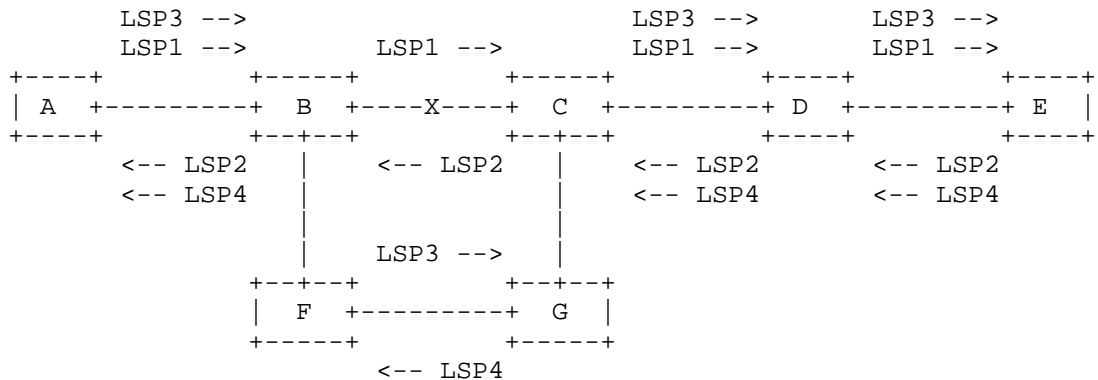 LSP3 --> LSP3 --> LSP3 -->
LSP1 --> LSP1 --> LSP1 --> LSP1 -->
A B X C D E
<-- LSP2 <-- LSP2 <-- LSP2 <-- LSP2
<-- LSP4 <-- LSP4 <-- LSP4
LSP3 -->
F G
<-- LSP4